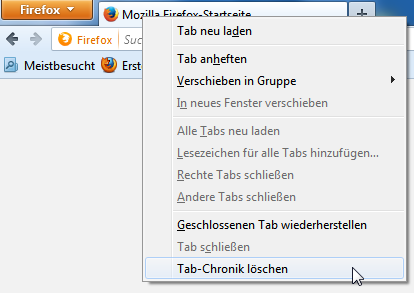 Firefox
Mozilla Firefox-Startseite
Firefox
Suc
Meistbesucht
Erst
Tab neu laden
Tab anheften
Verschieben in Gruppe
In neues Fenster verschieben
Alle Tabs neu laden
Lesezeichen für alle Tabs hinzufügen...
Rechte Tabs schließen
Andere Tabs schließen
Geschlossenen Tab wiederherstellen
Tab schließen
Tab-Chronik löschen